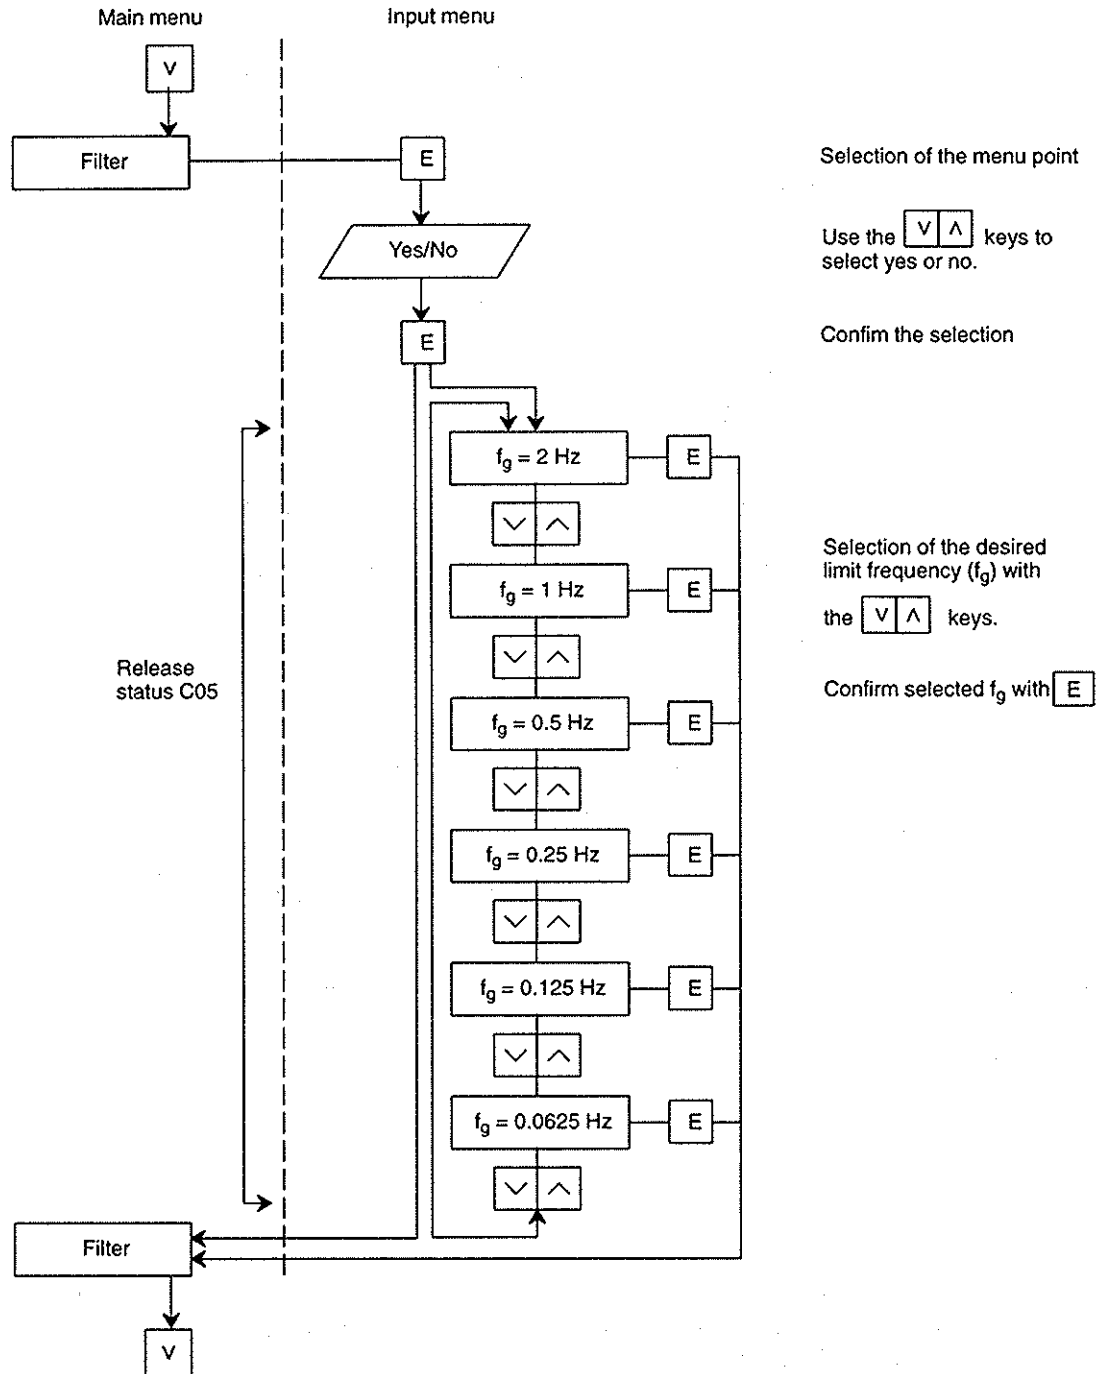 Main menu
Input menu
V
Filter
E
Selection of the menu point
Use the V Λ keys to
select yes or no.
Yes/No
E
Confim the selection
fg = 2 Hz
E
fg = 1 Hz
E
Selection of the desired
limit frequency (fg) with
the V Λ keys.
Release
status C05
Confirm selected fg with E
fg = 0.5 Hz
E
fg = 0.25 Hz
E
fg = 0.125 Hz
E
fg = 0.0625 Hz
E
Filter
V